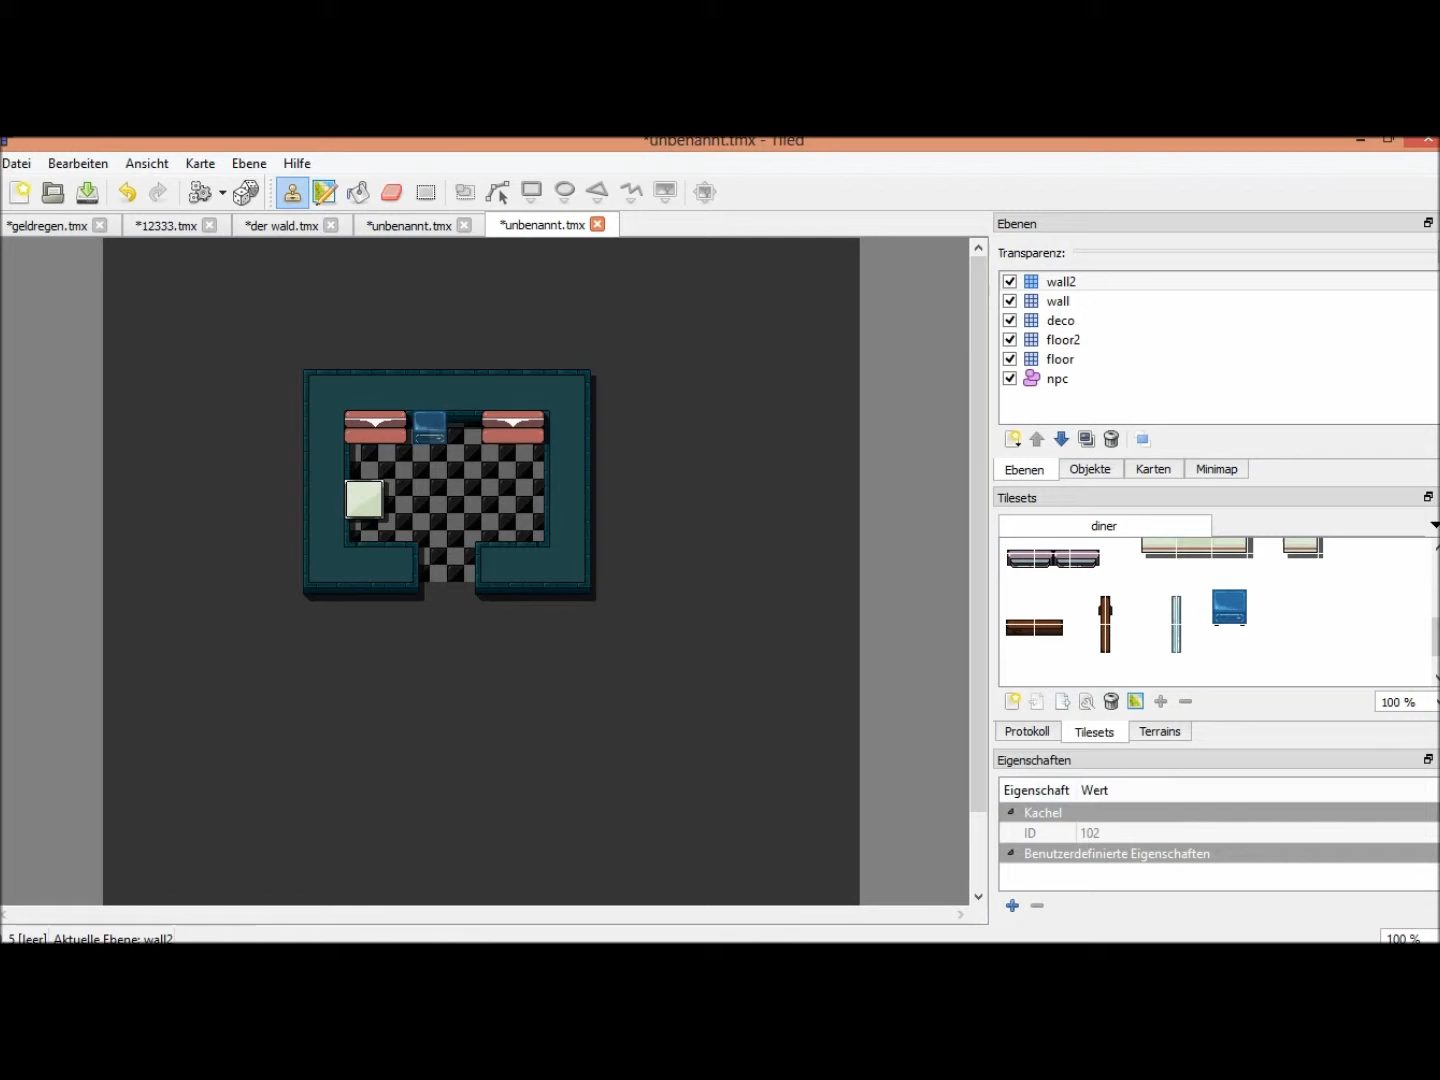 *unbenannt.tmx - Tiled
Datei Bearbeiten Ansicht Karte Ebene Hilfe
*geldregen.tmx *12333.tmx *der wald.tmx *unbenannt.tmx *unbenannt.tmx
Ebenen
Transparenz:
wall2
wall
deco
floor2
floor
npc
Ebenen Objekte Karten Minimap
Tilesets
diner
100 %
Protokoll Tilesets Terrains
Eigenschaften
Eigenschaft Wert
Kachel
ID 102
Benutzerdefinierte Eigenschaften
5 [leer] Aktuelle Ebene: wall2
100 %